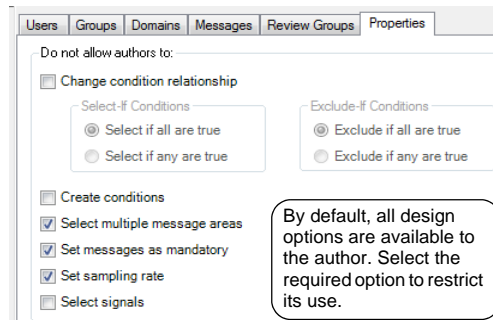 Users Groups Domains Messages Review Groups Properties
Do not allow authors to:
Change condition relationship
Select-If Conditions Exclude-If Conditions
Select if all are true Exclude if all are true
Select if any are true Exclude if any are true
Create conditions
Select multiple message areas
Set messages as mandatory
Set sampling rate
Select signals
By default, all design
options are available to
the author. Select the
required option to restrict
its use.